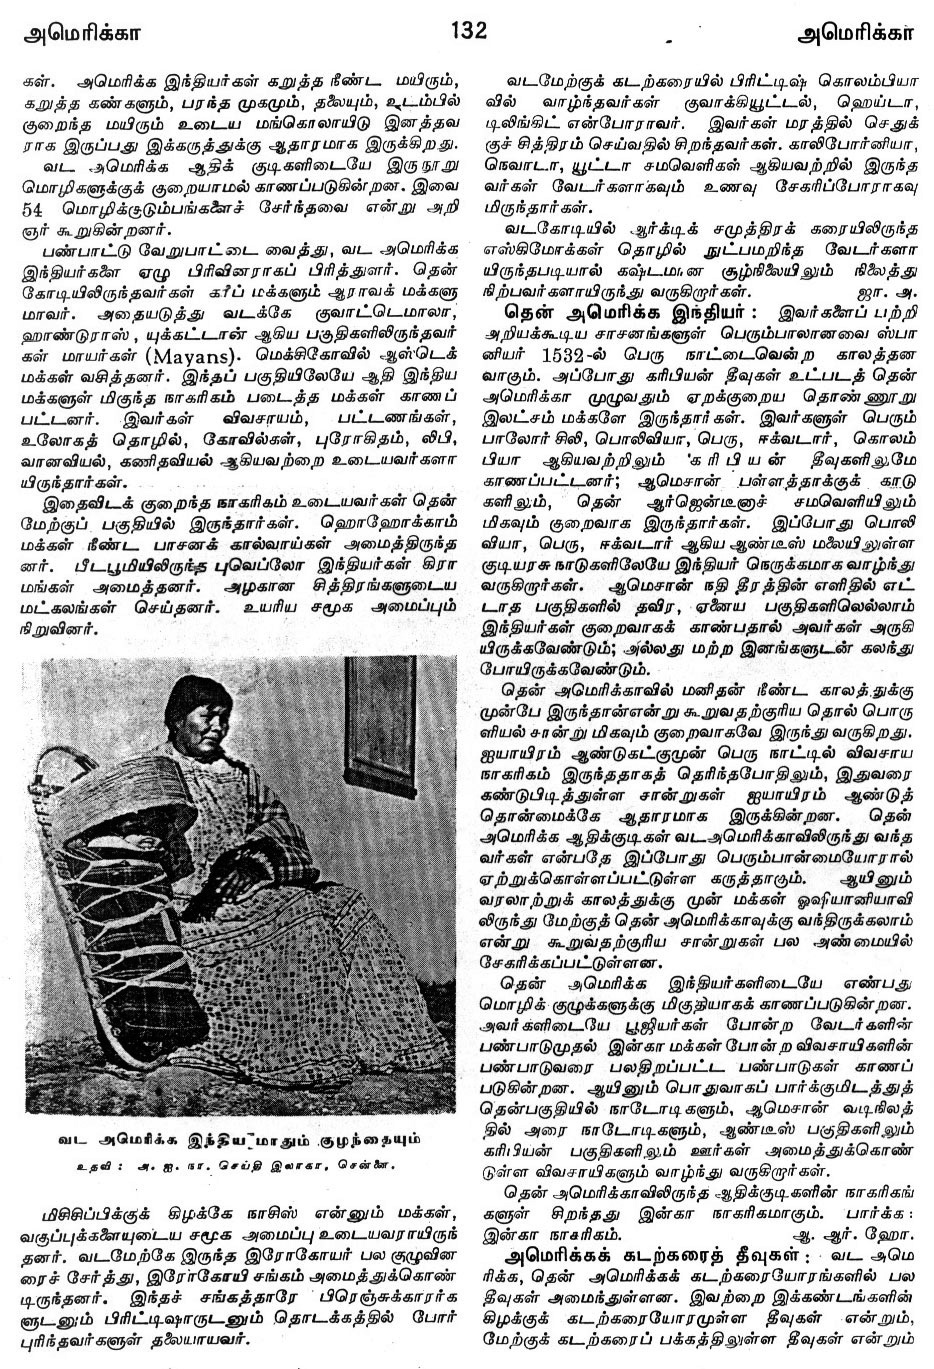 அமெரிக்கா
132
அமெரிக்கா
கள். அமெரிக்க இந்தியர்கள் கறுத்த நீண்ட மயிரும்,
கறுத்த கண்களும், பரந்த முகமும், தலையும், உடம்பில்
குறைந்த மயிரும் உடைய மங்கொலாயிடு இனத்தவ
ராக இருப்பது இக்கருத்துக்கு ஆதாரமாக இருக்கிறது.
வட அமெரிக்க ஆதிக் குடிகளிடையே இருநூறு
மொழிகளுக்குக் குறையாமல் காணப்படுகின்றன. இவை
54 மொழிக்குடும்பங்களைச் சேர்ந்தவை என்று அறி
ஞர் கூறுகின்றனர்.
பண்பாட்டு வேறுபாட்டை வைத்து, வட அமெரிக்க
இந்தியர்களை ஏழு பிரிவினராகப் பிரித்துளர். தென்
கோடியிலிருந்தவர்கள் கரீப் மக்களும் ஆராவக் மக்களு
மாவர். அதையடுத்து வடக்கே குவாட்டெமாலா,
ஹாண்டுராஸ், யுக்கட்டான் ஆகிய பகுதிகளிலிருந்தவர்
கள் மாயர்கள் (Mayans). மெக்சிகோவில் ஆஸ்டெக்
மக்கள் வசித்தனர். இந்தப் பகுதியிலேயே ஆதி இந்திய
மக்களுள் மிகுந்த நாகரிகம் படைத்த மக்கள் காணப்
பட்டனர். இவர்கள் விவசாயம், பட்டணங்கள்,
உலோகத் தொழில், கோவில்கள், புரோகிதம், லிபி,
வானவியல், கணிதவியல் ஆகியவற்றை உடையவர்களா
யிருந்தார்கள்.
இதைவிடக் குறைந்த நாகரிகம் உடையவர்கள் தென்
மேற்குப் பகுதியில் இருந்தார்கள். ஹொஹோக்காம்
மக்கள் நீண்ட பாசனக் கால்வாய்கள் அமைத்திருந்த
னர். பீடபூமியிலிருந்த புவெப்லோ இந்தியர்கள் கிரா
மங்கள் அமைத்தனர். அழகான சித்திரங்களுடைய
மட்கலங்கள் செய்தனர். உயரிய சமூக அமைப்பும்
நிறுவினர்.
வட அமெரிக்க இந்திய மாதும் குழந்தையும்
உதவி : அ. ஐ. நா. செய்தி இலாகா, சென்னை.
மிசிசிப்பிக்குக் கிழக்கே நாசிஸ் என்னும் மக்கள்,
வகுப்புக்களையுடைய சமூக அமைப்பு உடையவராயிருந்
தனர். வடமேற்கே இருந்த இரோகோயர் பல குழுவின
ரைச் சேர்த்து, இரோகோயி சங்கம் அமைத்துக்கொண்
டிருந்தனர். இந்தச் சங்கத்தாரே பிரெஞ்சுக்காரர்க
ளுடனும் பிரிட்டிஷாருடனும் தொடக்கத்தில் போர்
புரிந்தவர்களுள் தலையாயவர்.
வடமேற்குக் கடற்கரையில் பிரிட்டிஷ் கொலம்பியா
வில் வாழ்ந்தவர்கள் குவாக்கியூட்டல், ஹெய்டா,
டிலிங்கிட் என்போராவர். இவர்கள் மரத்தில் செதுக்
குச் சித்திரம் செய்வதில் சிறந்தவர்கள். காலிபோர்னியா,
நெவாடா, யூட்டா சமவெளிகள் ஆகியவற்றில் இருந்த
வர்கள் வேடர்களாகவும் உணவு சேகரிப்போராகவு
மிருந்தார்கள்.
வடகோடியில் ஆர்க்டிக் சமுத்திரக் கரையிலிருந்த
எஸ்கிமோக்கள் தொழில் நுட்பமறிந்த வேடர்களா
யிருந்தபடியால் கஷ்டமான சூழ்நிலையிலும் நிலைத்து
நிற்பவர்களாயிருந்து வருகிறார்கள். ஜா. அ.
தென் அமெரிக்க இந்தியர் : இவர்களைப் பற்றி
அறியக்கூடிய சாசனங்களுள் பெரும்பாலானவை ஸ்பா
னியர் 1532-ல் பெரு நாட்டைவென்ற காலத்தன
வாகும். அப்போது கரிபியன் தீவுகள் உட்படத் தென்
அமெரிக்கா முழுவதும் ஏறக்குறைய தொண்ணூறு
இலட்சம் மக்களே இருந்தார்கள். இவர்களுள் பெரும்
பாலோர் சிலி, பொலிவியா, பெரு, ஈக்வடார், கொலம்
பியா ஆகியவற்றிலும் கரிபியன் தீவுகளிலுமே
காணப்பட்டனர்; ஆமெசான் பள்ளத்தாக்குக் காடு
களிலும், தென் ஆர்ஜென்டீனாச் சமவெளியிலும்
மிகவும் குறைவாக இருந்தார்கள். இப்போது பொலி
வியா, பெரு, ஈக்வடார் ஆகிய ஆண்டீஸ் மலையிலுள்ள
குடியரசு நாடுகளிலேயே இந்தியர் நெருக்கமாக வாழ்ந்து
வருகிறார்கள். ஆமெசான் நதி தீரத்தின் எளிதில் எட்
டாத பகுதிகளில் தவிர, ஏனைய பகுதிகளிலெல்லாம்
இந்தியர்கள் குறைவாகக் காண்பதால் அவர்கள் அருகி
யிருக்கவேண்டும்; அல்லது மற்ற இனங்களுடன் கலந்து
போயிருக்கவேண்டும்.
தென் அமெரிக்காவில் மனிதன் நீண்ட காலத்துக்கு
முன்பே இருந்தான்என்று கூறுவதற்குரிய தொல் பொரு
ளியல் சான்று மிகவும் குறைவாகவே இருந்து வருகிறது.
ஐயாயிரம் ஆண்டுகட்குமுன் பெரு நாட்டில் விவசாய
நாகரிகம் இருந்ததாகத் தெரிந்தபோதிலும், இதுவரை
கண்டுபிடித்துள்ள சான்றுகள் ஐயாயிரம் ஆண்டுத்
தொன்மைக்கே ஆதாரமாக இருக்கின்றன. தென்
அமெரிக்க ஆதிக்குடிகள் வடஅமெரிக்காவிலிருந்து வந்த
வர்கள் என்பதே இப்போது பெரும்பான்மையோரால்
ஏற்றுக்கொள்ளப்பட்டுள்ள கருத்தாகும். ஆயினும்
வரலாற்றுக் காலத்துக்கு முன் மக்கள் ஓஷியானியாவி
லிருந்து மேற்குத் தென் அமெரிக்காவுக்கு வந்திருக்கலாம்
என்று கூறுவதற்குரிய சான்றுகள் பல அண்மையில்
சேகரிக்கப்பட்டுள்ளன.
தென் அமெரிக்க இந்தியர்களிடையே எண்பது
மொழிக் குழுக்களுக்கு மிகுதியாகக் காணப்படுகின்றன.
அவர்களிடையே பூஜியர்கள் போன்ற வேடர்களின்
பண்பாடுமுதல் இன்கா மக்கள் போன்ற விவசாயிகளின்
பண்பாடுவரை பலதிறப்பட்ட பண்பாடுகள் காணப்
படுகின்றன. ஆயினும் பொதுவாகப் பார்க்குமிடத்துத்
தென்பகுதியில் நாடோடிகளும், ஆமெசான் வடிநிலத்
தில் அரை நாடோடிகளும், ஆண்டீஸ் பகுதிகளிலும்
கரிபியன் பகுதிகளிலும் ஊர்கள் அமைத்துக்கொண்
டுள்ள விவசாயிகளும் வாழ்ந்து வருகிறார்கள்.
தென் அமெரிக்காவிலிருந்த ஆதிக்குடிகளின் நாகரிகங்
களுள் சிறந்தது இன்கா நாகரிகமாகும். பார்க்க :
இன்கா நாகரிகம். ஆ. ஆர். ஹோ.
அமெரிக்கக் கடற்கரைத் தீவுகள் : வட அமெ
ரிக்க, தென் அமெரிக்கக் கடற்கரையோரங்களில் பல
தீவுகள் அமைந்துள்ளன. இவற்றை இக்கண்டங்களின்
கிழக்குக் கடற்கரையோரமுள்ள தீவுகள் என்றும்,
மேற்குக் கடற்கரைப் பக்கத்திலுள்ள தீவுகள் என்றும்